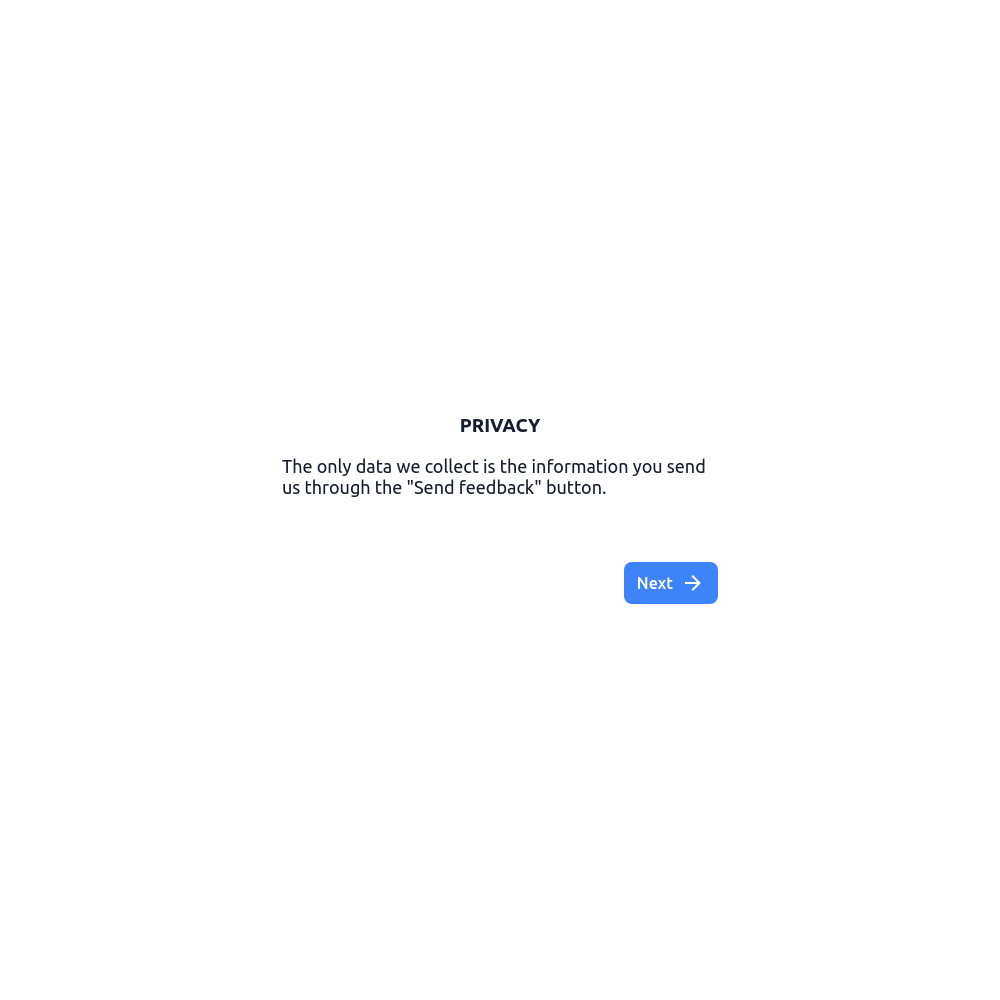 PRIVACY
The only data we collect is the information you send
us through the "Send feedback" button.
Next